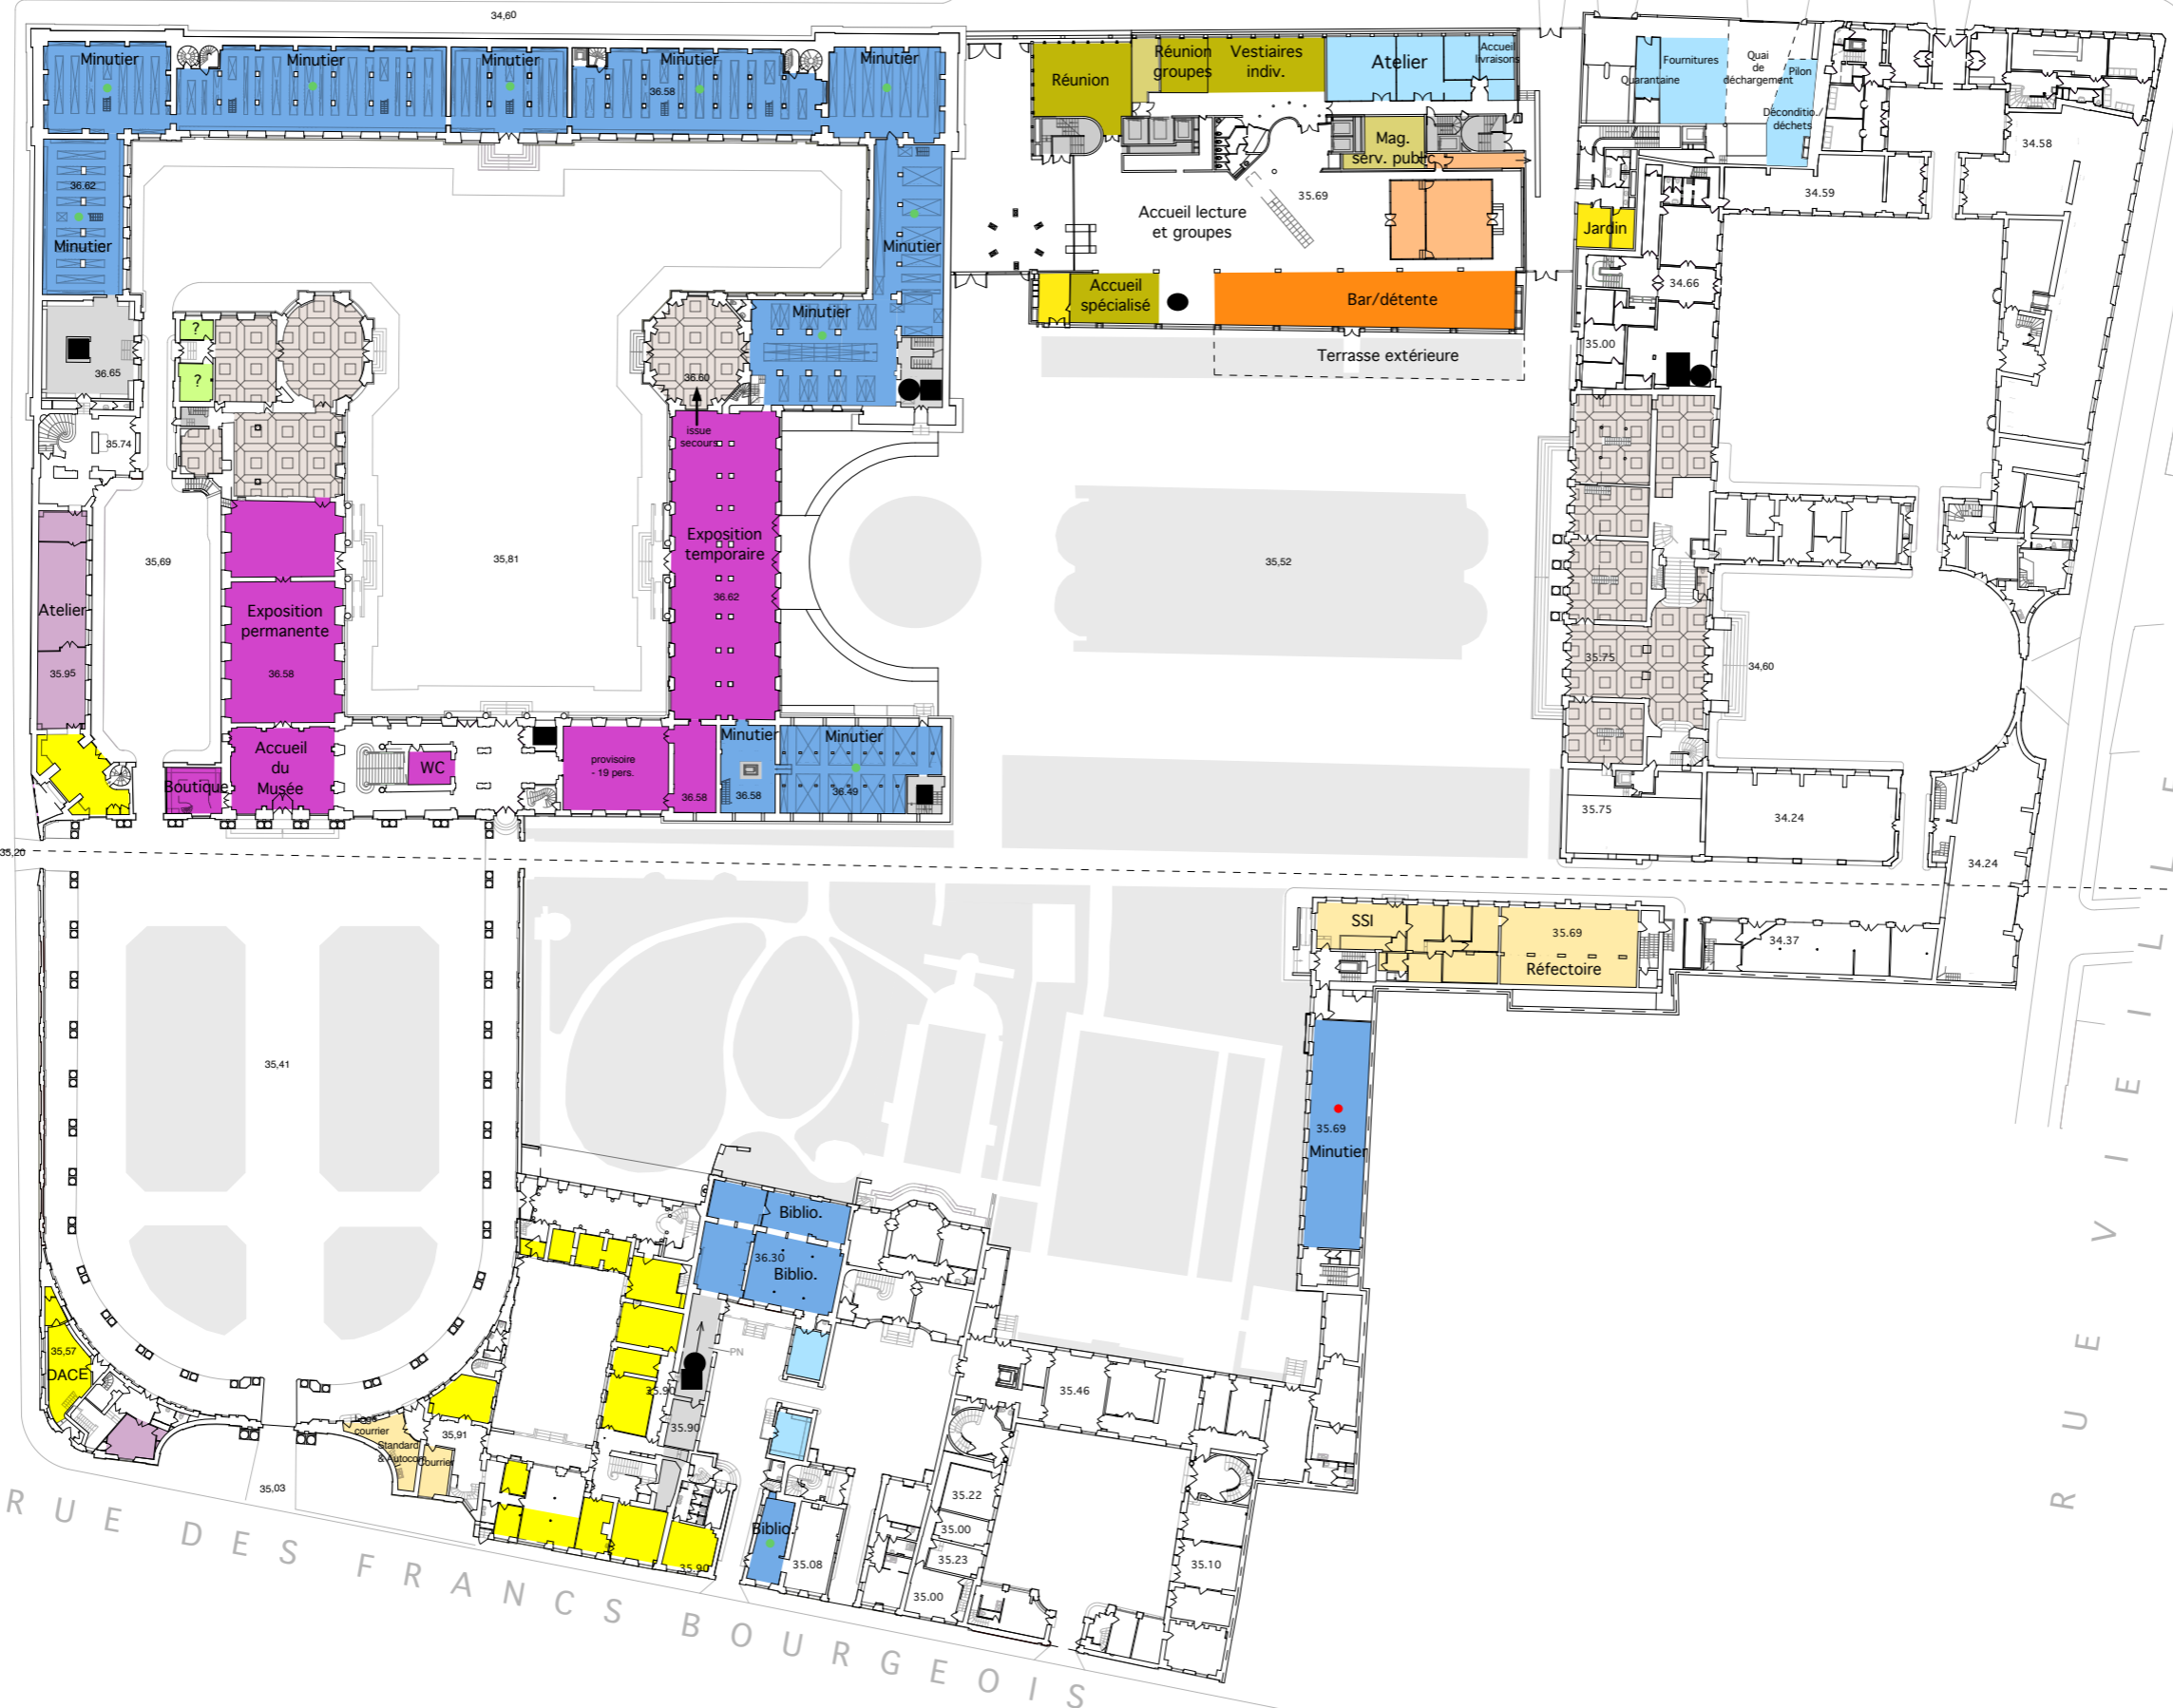 34,60
Minutier
Minutier
Minutier
Minutier
36.58
Minutier
Réunion
Réunion
groupes
Vestiaires
indiv.
Atelier
Accueil
livraisons
Quarantaine
Fournitures
Quai
de
déchargement
Pilon
déchets
34.58
Mag.
serv. public
36.62
Minutier
Minutier
Accueil lecture
et groupes
35.69
34.59
Jardin
34.66
Accueil
spécialisé
Bar/détente
Minutier
Terrasse extérieure
35.00
?
?
36.65
36.60
issue
secours
35.74
35,69
35,81
Exposition
temporaire
36.62
35,52
Atelier
35.95
Exposition
permanente
36.58
35.75
34,60
Accueil
du
Musée
Boutique
WC
provisoire
- 19 pers.
36.58
Minutier
36.58
Minutier
36.49
35.75
34.24
34.24
35,20
SSI
35.69
Réfectoire
34.37
35,41
35.69
Minutier
Biblio.
36.30
Biblio.
35,57
DACE
PN
35.90
35.90
35.46
courrier
Standard
& Autocom
Courrier
35,91
35,03
35.22
35.00
35.23
35.00
Biblio.
35.08
35.90
35.10
RUE DES FRANCS BOURGEOIS
RUE VIEILLE